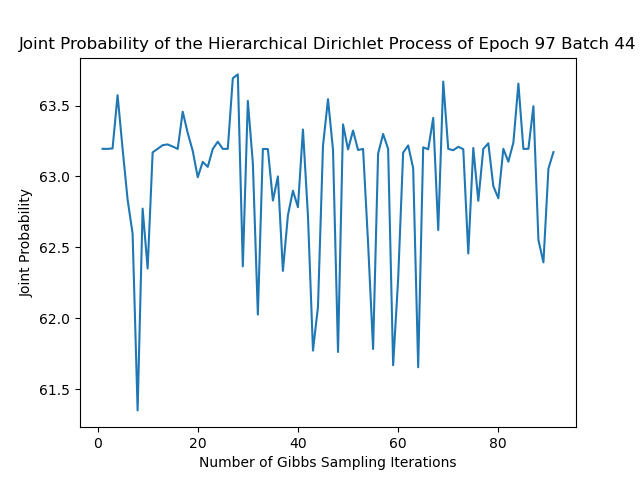 Joint Probability of the Hierarchical Dirichlet Process of Epoch 97 Batch 44
Joint Probability
63.5
63.0
62.5
62.0
61.5
0 20 40 60 80
Number of Gibbs Sampling Iterations